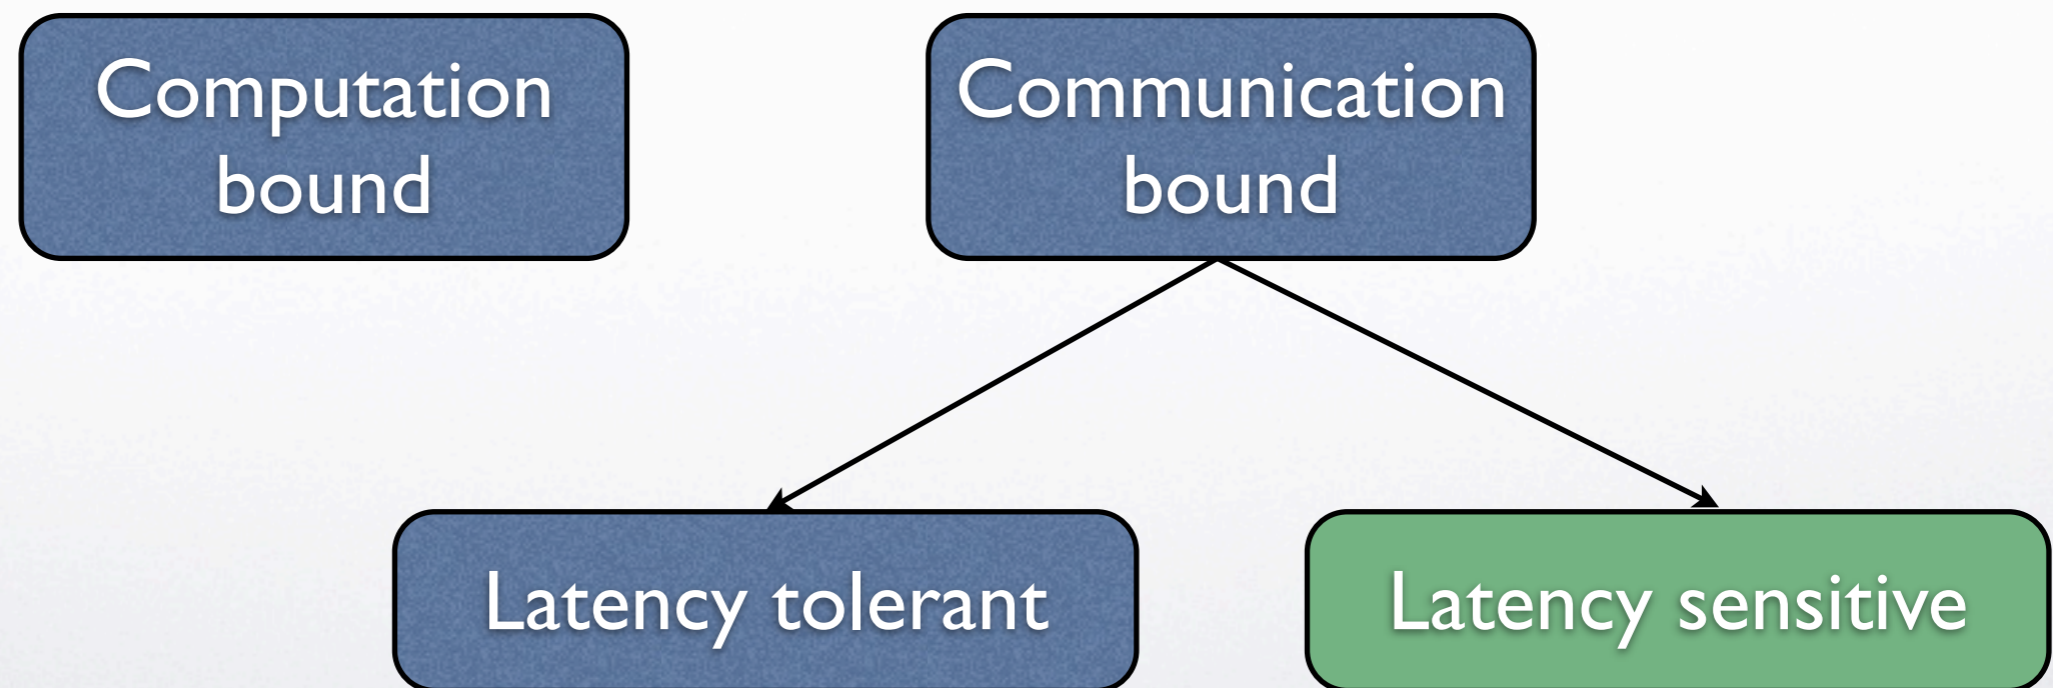 Computation
bound
Communication
bound
Latency tolerant
Latency sensitive